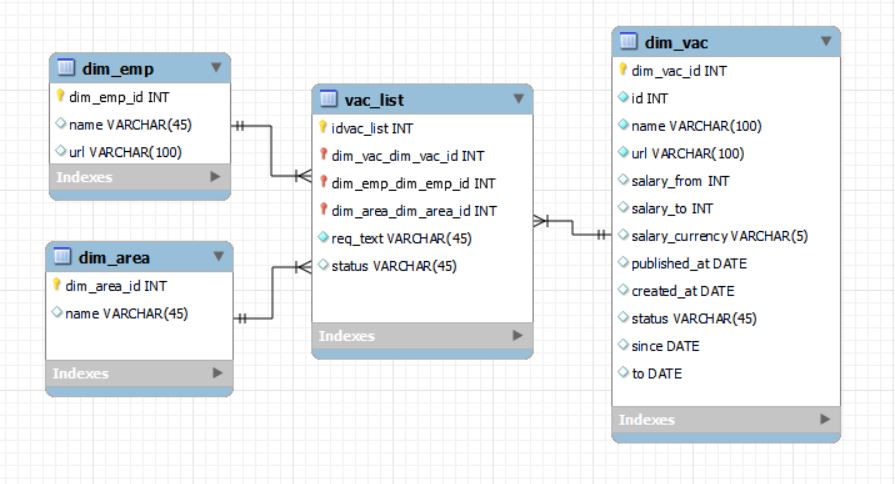 dim_emp
dim_emp_id INT
name VARCHAR(45)
url VARCHAR(100)
Indexes
dim_area
dim_area_id INT
name VARCHAR(45)
Indexes
vac_list
idvac_list INT
dim_vac_dim_vac_id INT
dim_emp_dim_emp_id INT
dim_area_dim_area_id INT
req_text VARCHAR(45)
status VARCHAR(45)
Indexes
dim_vac
dim_vac_id INT
id INT
name VARCHAR(100)
url VARCHAR(100)
salary_from INT
salary_to INT
salary_currency VARCHAR(5)
published_at DATE
created_at DATE
status VARCHAR(45)
since DATE
to DATE
Indexes